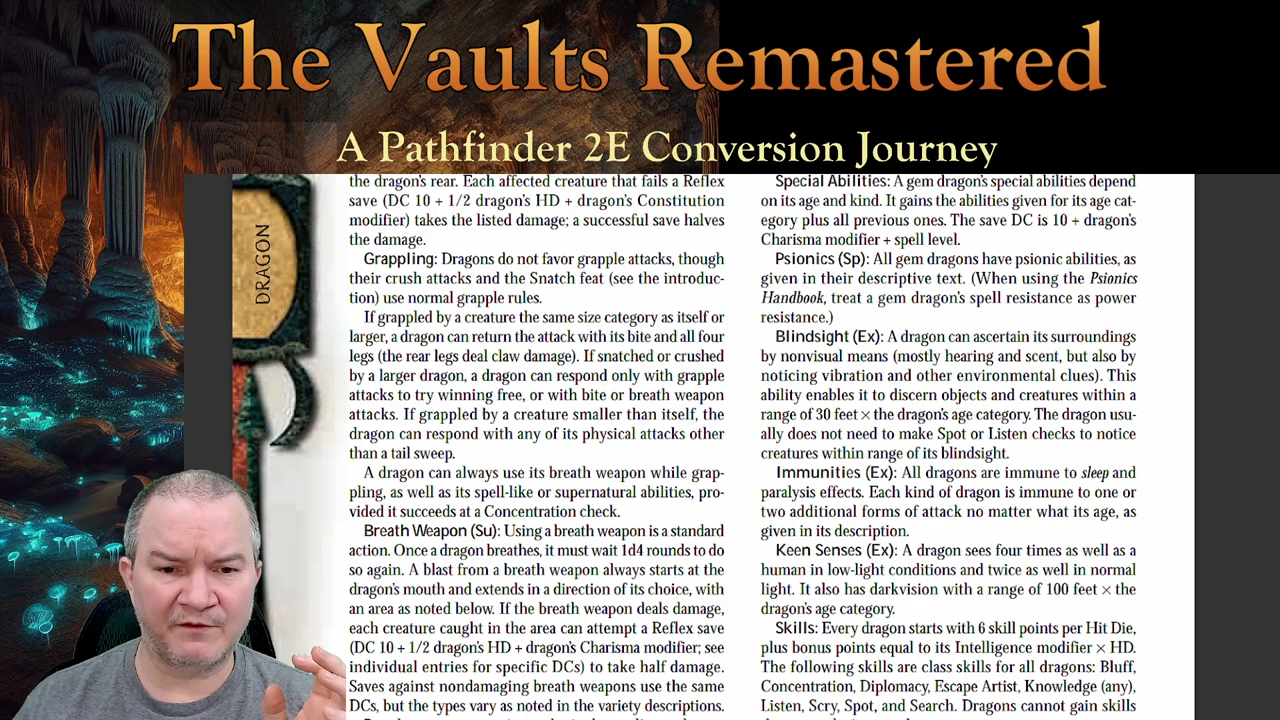 The Vaults Remastered
A Pathfinder 2E Conversion Journey
DRAGON
the dragon's rear. Each affected creature that fails a Reflex
save (DC 10 + 1/2 dragon's HD + dragon's Constitution
modifier) takes the listed damage; a successful save halves
the damage.
Grappling: Dragons do not favor grapple attacks, though
their crush attacks and the Snatch feat (see the introduc-
tion) use normal grapple rules.
If grappled by a creature the same size category as itself or
larger, a dragon can return the attack with its bite and all four
legs (the rear legs deal claw damage). If snatched or crushed
by a larger dragon, a dragon can respond only with grapple
attacks to try winning free, or with bite or breath weapon
attacks. If grappled by a creature smaller than itself, the
dragon can respond with any of its physical attacks other
than a tail sweep.
A dragon can always use its breath weapon while grap-
pling, as well as its spell-like or supernatural abilities, pro-
vided it succeeds at a Concentration check.
Breath Weapon (Su): Using a breath weapon is a standard
action. Once a dragon breathes, it must wait 1d4 rounds to do
so again. A blast from a breath weapon always starts at the
dragon's mouth and extends in a direction of its choice, with
an area as noted below. If the breath weapon deals damage,
each creature caught in the area can attempt a Reflex save
(DC 10 + 1/2 dragon's HD + dragon's Charisma modifier; see
individual entries for specific DCs) to take half damage.
Saves against nondamaging breath weapons use the same
DCs, but the types vary as noted in the variety descriptions.
Special Abilities: A gem dragon's special abilities depend
on its age and kind. It gains the abilities given for its age cat-
egory plus all previous ones. The save DC is 10 + dragon's
Charisma modifier + spell level.
Psionics (Sp): All gem dragons have psionic abilities, as
given in their descriptive text. (When using the Psionics
Handbook, treat a gem dragon's spell resistance as power
resistance.)
Blindsight (Ex): A dragon can ascertain its surroundings
by nonvisual means (mostly hearing and scent, but also by
noticing vibration and other environmental clues). This
ability enables it to discern objects and creatures within a
range of 30 feet × the dragon's age category. The dragon usu-
ally does not need to make Spot or Listen checks to notice
creatures within range of its blindsight.
Immunities (Ex): All dragons are immune to sleep and
paralysis effects. Each kind of dragon is immune to one or
two additional forms of attack no matter what its age, as
given in its description.
Keen Senses (Ex): A dragon sees four times as well as a
human in low-light conditions and twice as well in normal
light. It also has darkvision with a range of 100 feet × the
dragon's age category.
Skills: Every dragon starts with 6 skill points per Hit Die,
plus bonus points equal to its Intelligence modifier × HD.
The following skills are class skills for all dragons: Bluff,
Concentration, Diplomacy, Escape Artist, Knowledge (any),
Listen, Scry, Spot, and Search. Dragons cannot gain skills